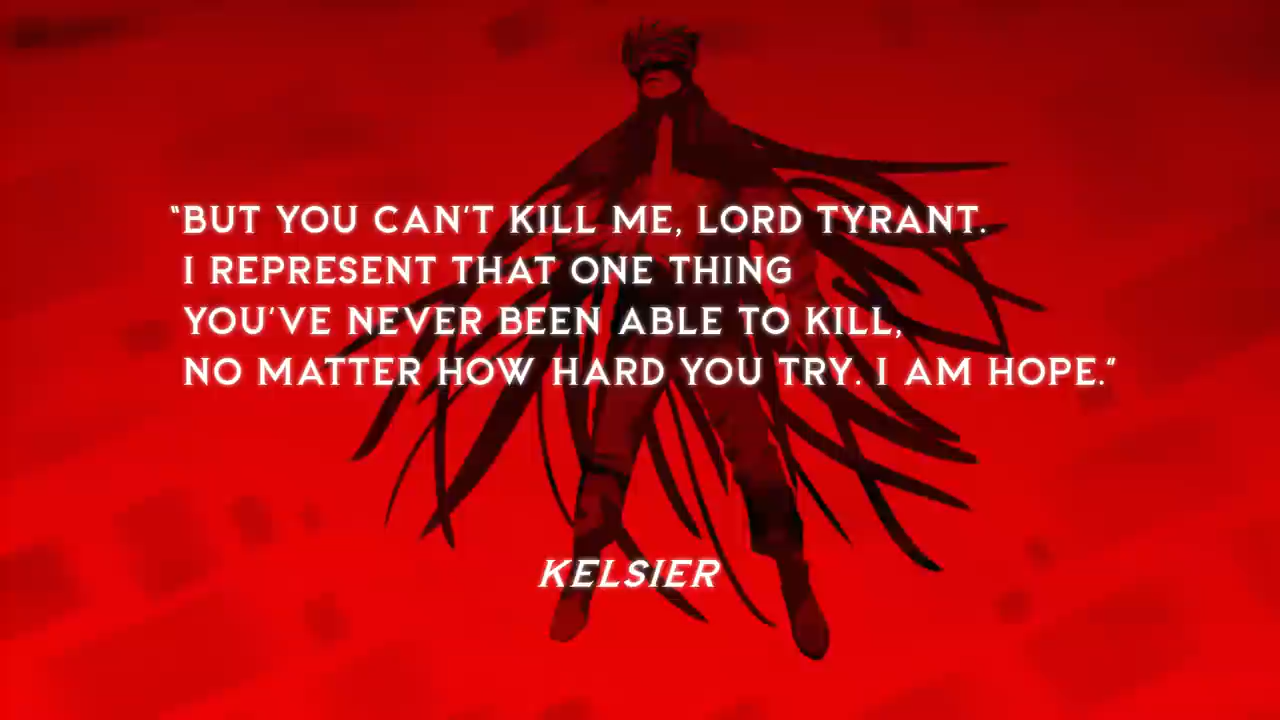 "BUT YOU CAN'T KILL ME, LORD TYRANT.
I REPRESENT THAT ONE THING
YOU'VE NEVER BEEN ABLE TO KILL,
NO MATTER HOW HARD YOU TRY. I AM HOPE."
KELSIER